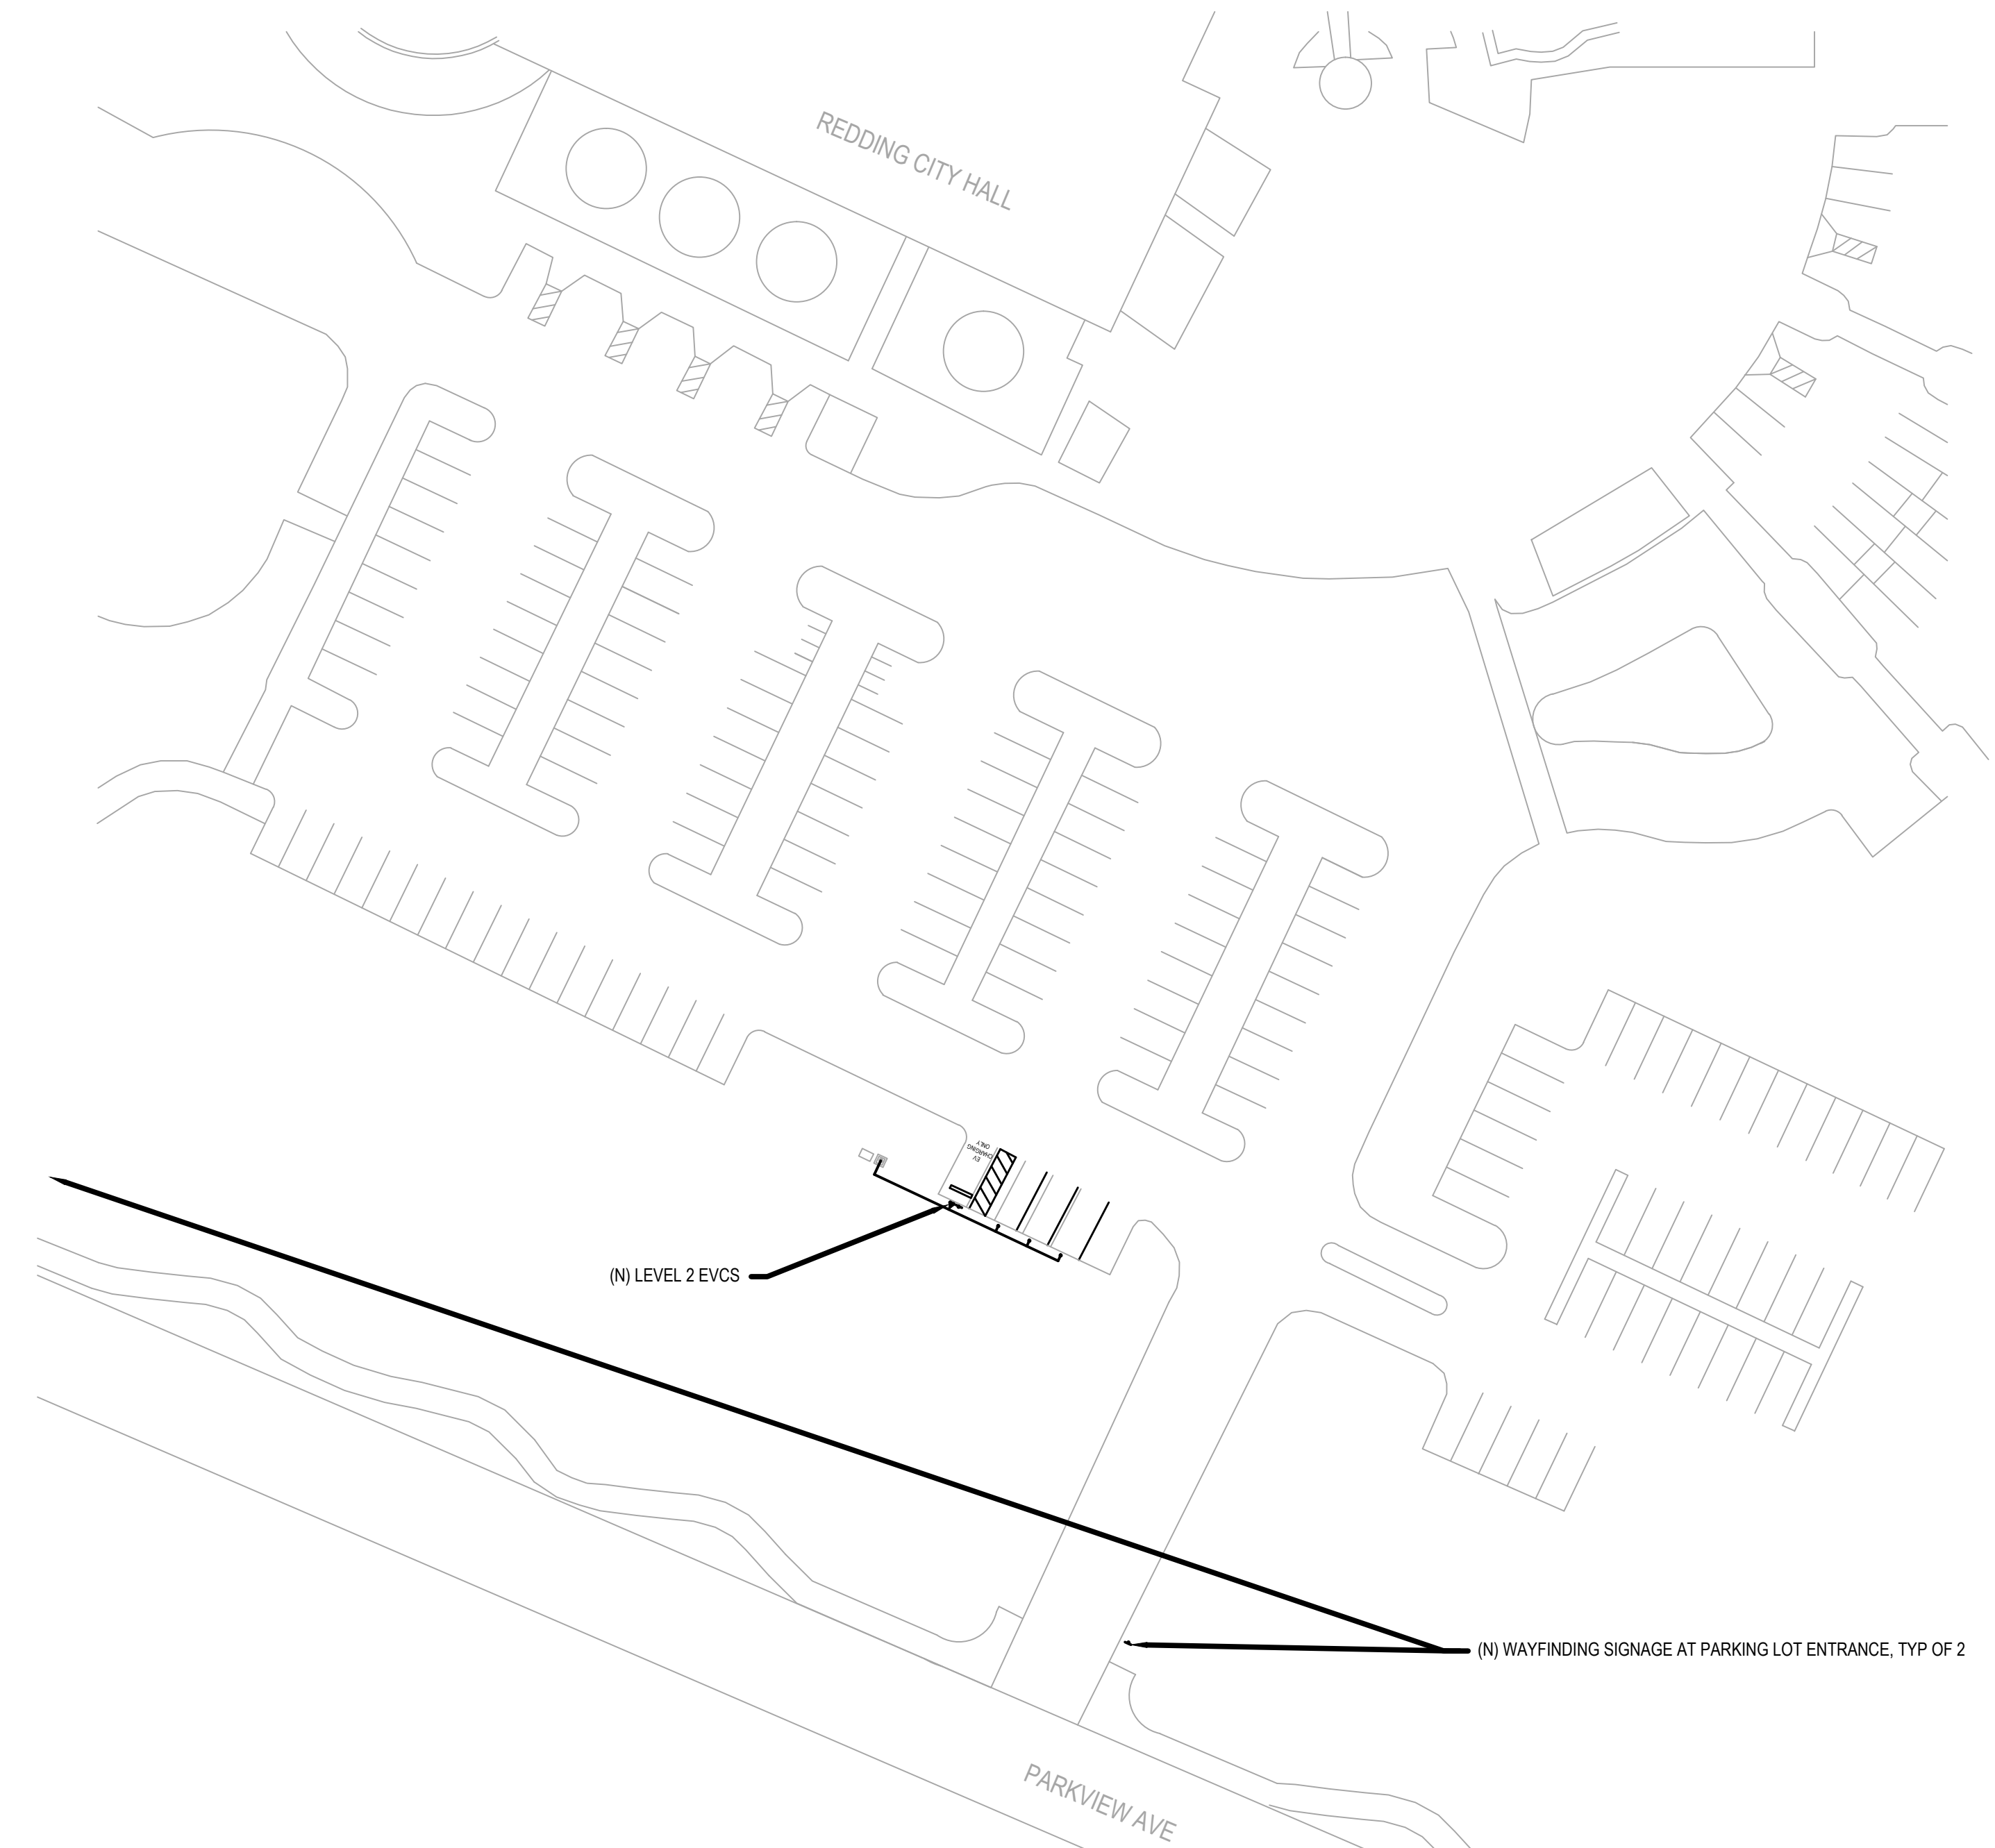 REDDING CITY HALL
EV
CHARGING
ONLY
(N) LEVEL 2 EVCS
(N) WAYFINDING SIGNAGE AT PARKING LOT ENTRANCE, TYP OF 2
PARKVIEW AVE